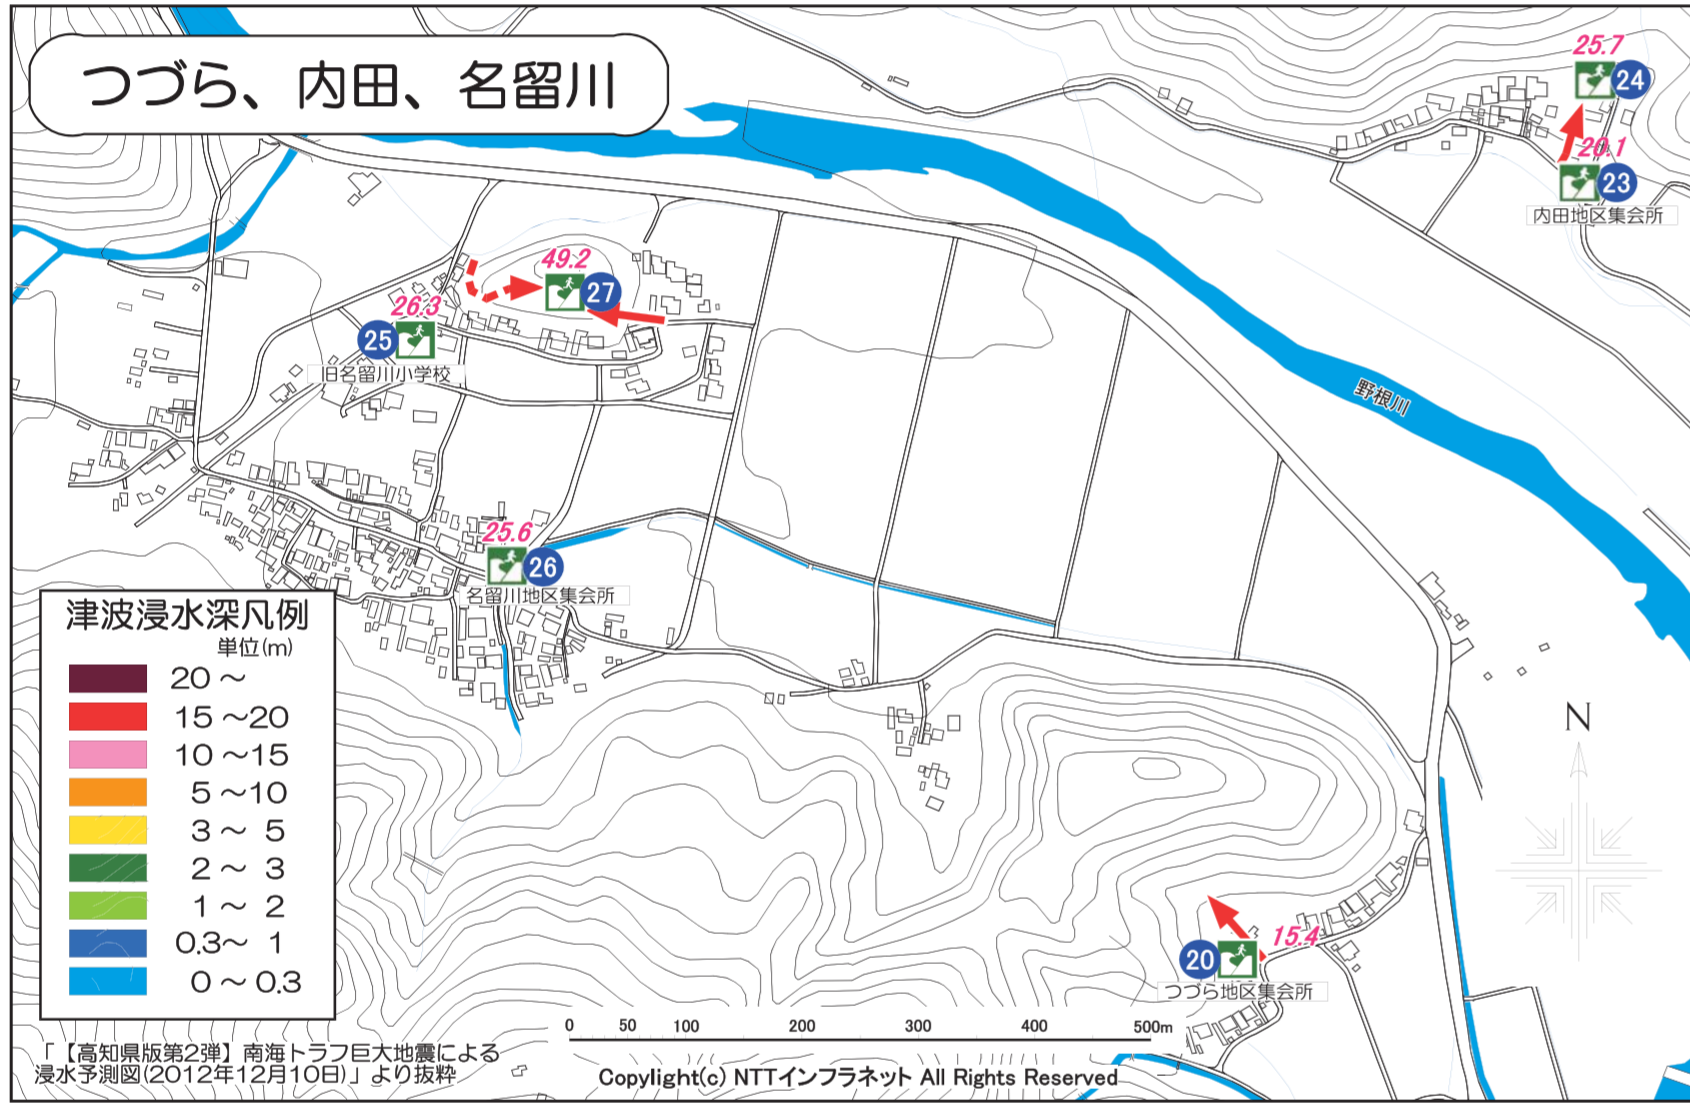 つづら、内田、名留川
25.7
24
20.1
23
内田地区集会所
49.2
27
26.3
25
旧名留川小学校
野根川
25.6
26
名留川地区集会所
津波浸水深凡例
単位(m)
20～
15～20
10～15
5～10
3～ 5
2～ 3
1～ 2
0.3～ 1
0～0.3
N
15.4
20
つづら地区集会所
0 50 100 200 300 400 500m
「【高知県版第2弾】南海トラフ巨大地震による
浸水予測図(2012年12月10日)」より抜粋
Copylight(c) NTTインフラネット All Rights Reserved